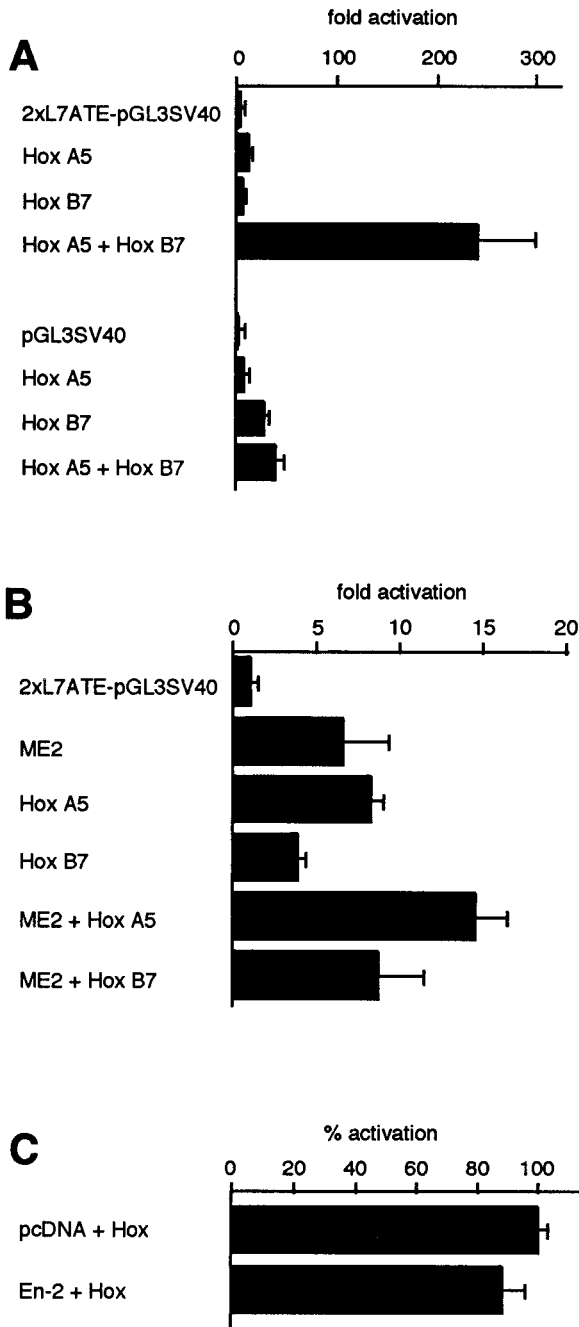 fold activation
A
0 100 200 300
2xL7ATE-pGL3SV40
Hox A5
Hox B7
Hox A5 + Hox B7
pGL3SV40
Hox A5
Hox B7
Hox A5 + Hox B7
B
fold activation
0 5 10 15 20
2xL7ATE-pGL3SV40
ME2
Hox A5
Hox B7
ME2 + Hox A5
ME2 + Hox B7
C
% activation
0 20 40 60 80 100
pcDNA + Hox
En-2 + Hox